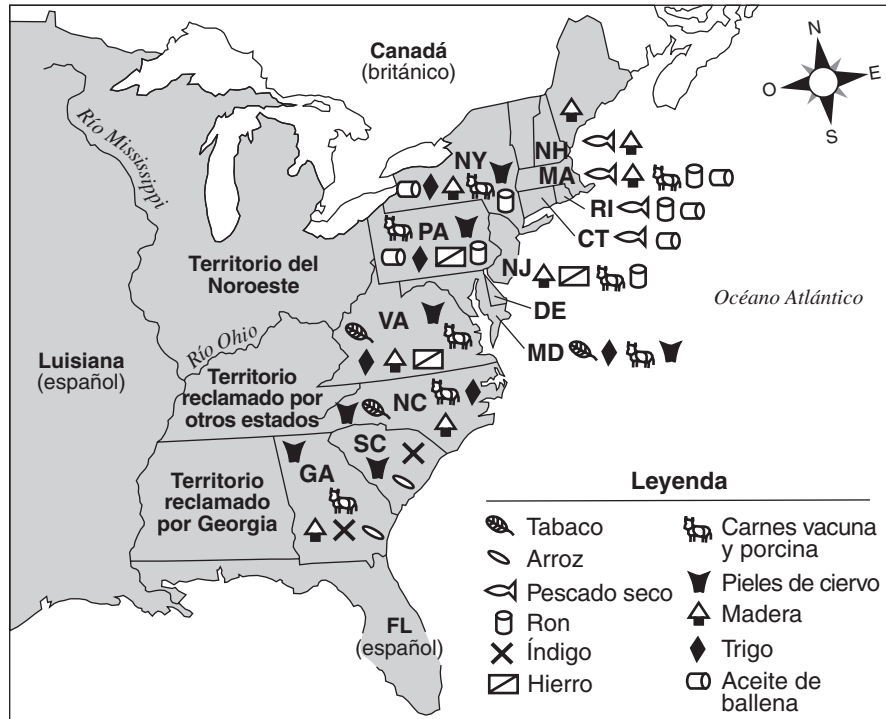 Canadá
(británico)
N
O
E
S
Río Mississippi
NH
NY
MA
RI
CT
PA
NJ
Territorio del
Noroeste
Océano Atlántico
DE
VA
MD
Río Ohio
Luisiana
(español)
Territorio
reclamado por
otros estados
NC
SC
GA
Territorio
reclamado
por Georgia
FL
(español)
Leyenda
Tabaco
Arroz
Pescado seco
Ron
Índigo
Hierro
Carnes vacuna
y porcina
Pieles de ciervo
Madera
Trigo
Aceite de
ballena